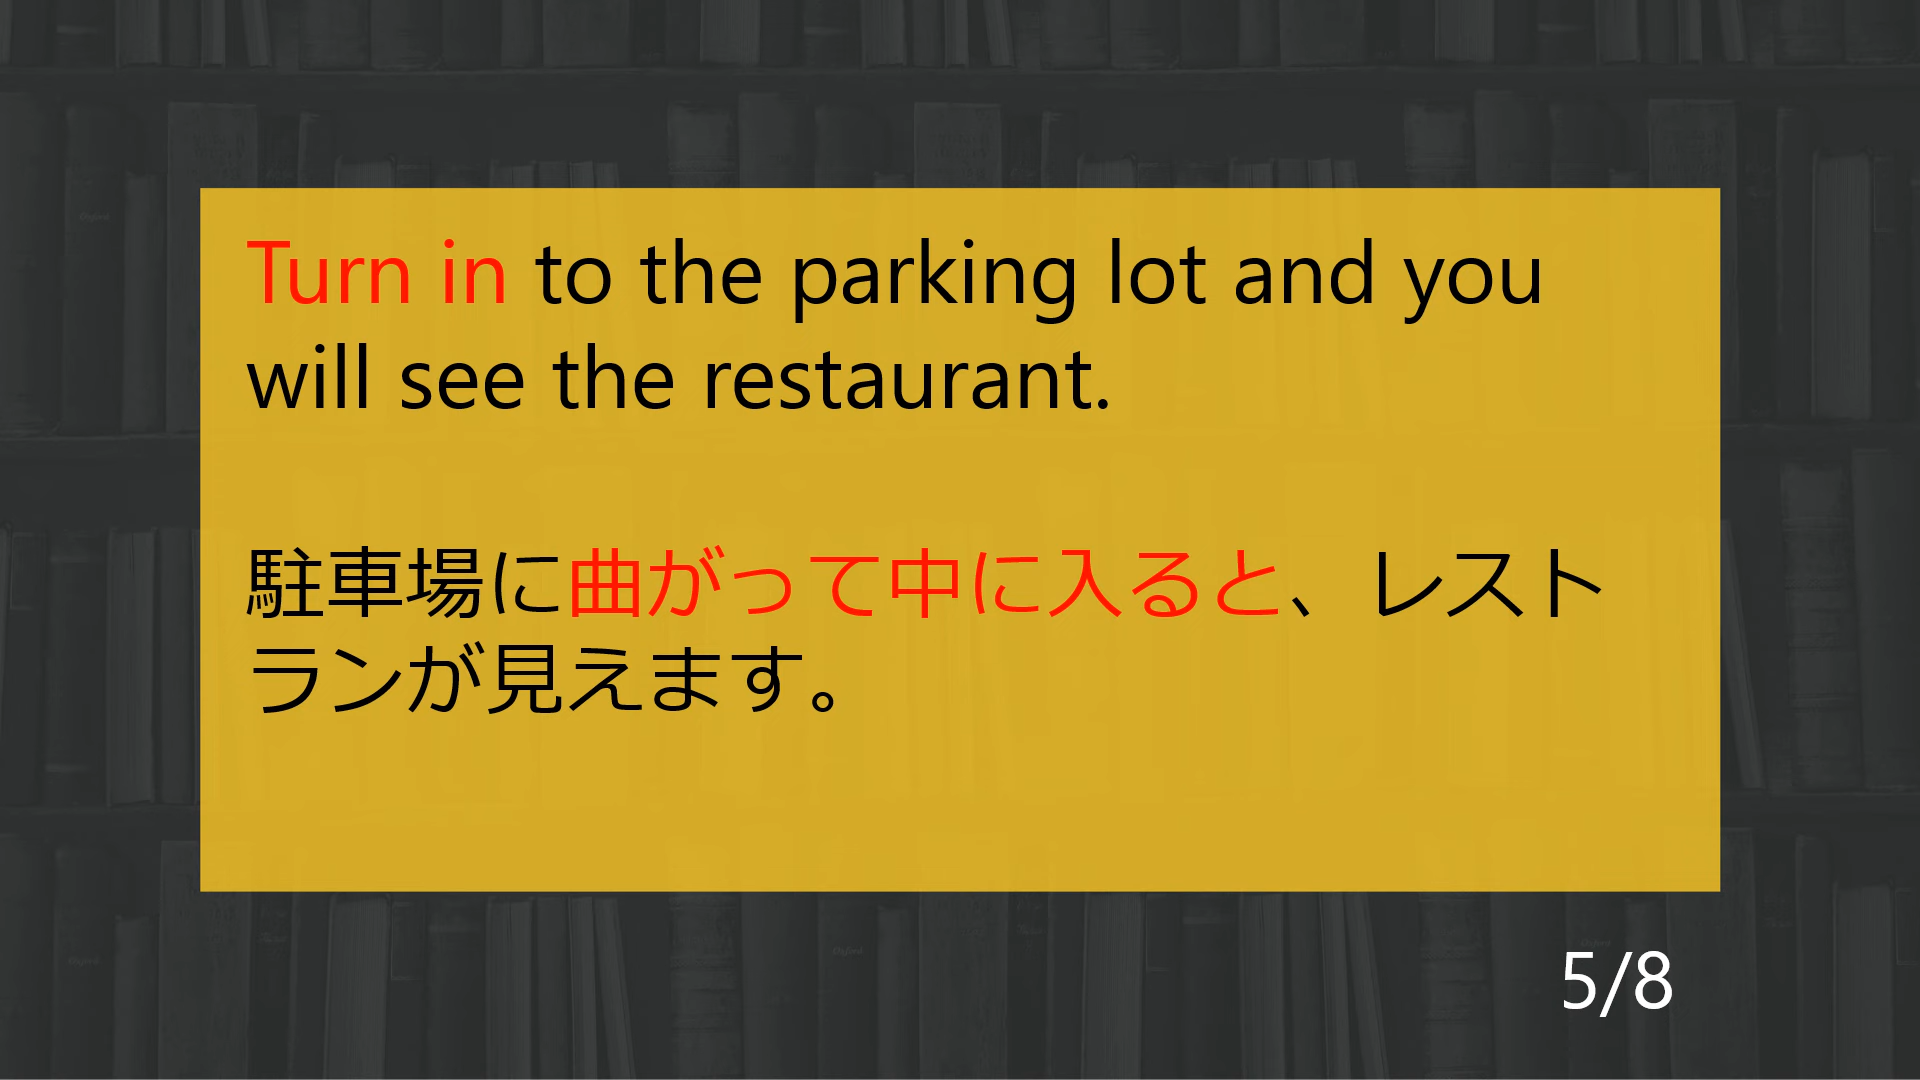 Turn in to the parking lot and you
will see the restaurant.
駐車場に曲がって中に入ると、レスト
ランが見えます。
5/8